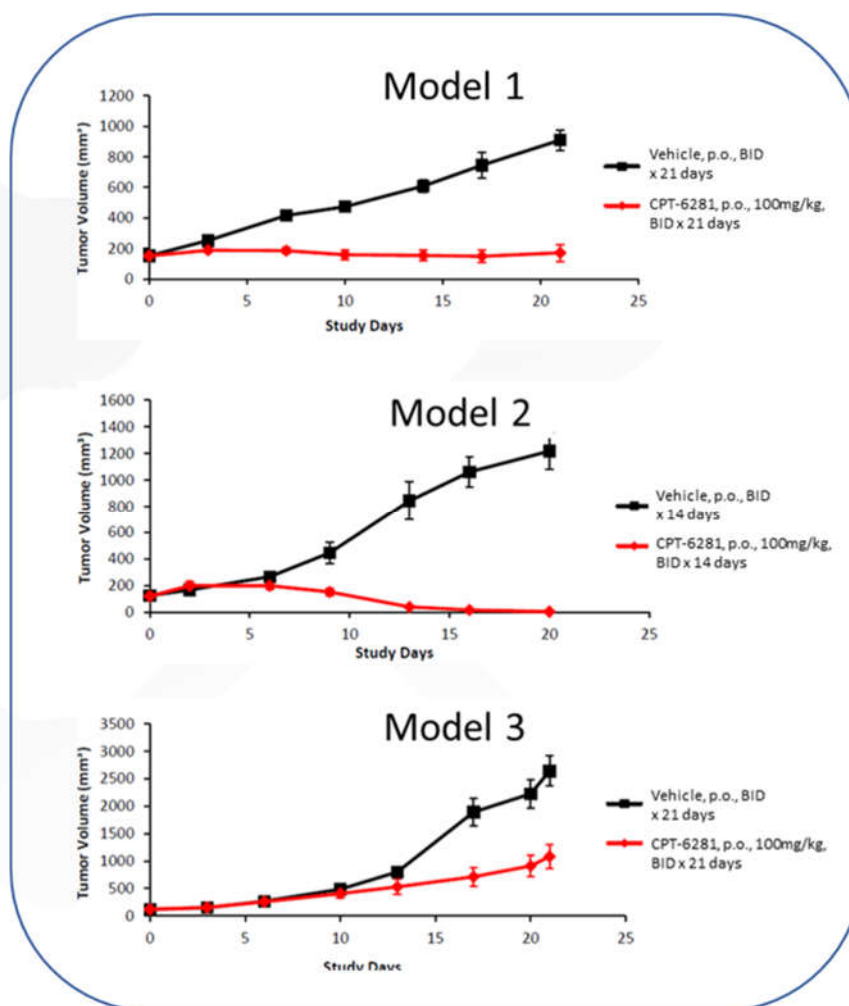 Model 1
Tumor Volume (mm³)
1200
1000
800
600
400
200
0
0 5 10 15 20 25
Study Days
Vehicle, p.o., BID
x 21 days
CPT-6281, p.o., 100mg/kg,
BID x 21 days
Model 2
Tumor Volume (mm³)
1600
1400
1200
1000
800
600
400
200
0
0 5 10 15 20 25
Study Days
Vehicle, p.o., BID
x 14 days
CPT-6281, p.o., 100mg/kg,
BID x 14 days
Model 3
Tumor Volume (mm³)
3500
3000
2500
2000
1500
1000
500
0
0 5 10 15 20 25
Study Days
Vehicle, p.o., BID
x 21 days
CPT-6281, p.o., 100mg/kg,
BID x 21 days